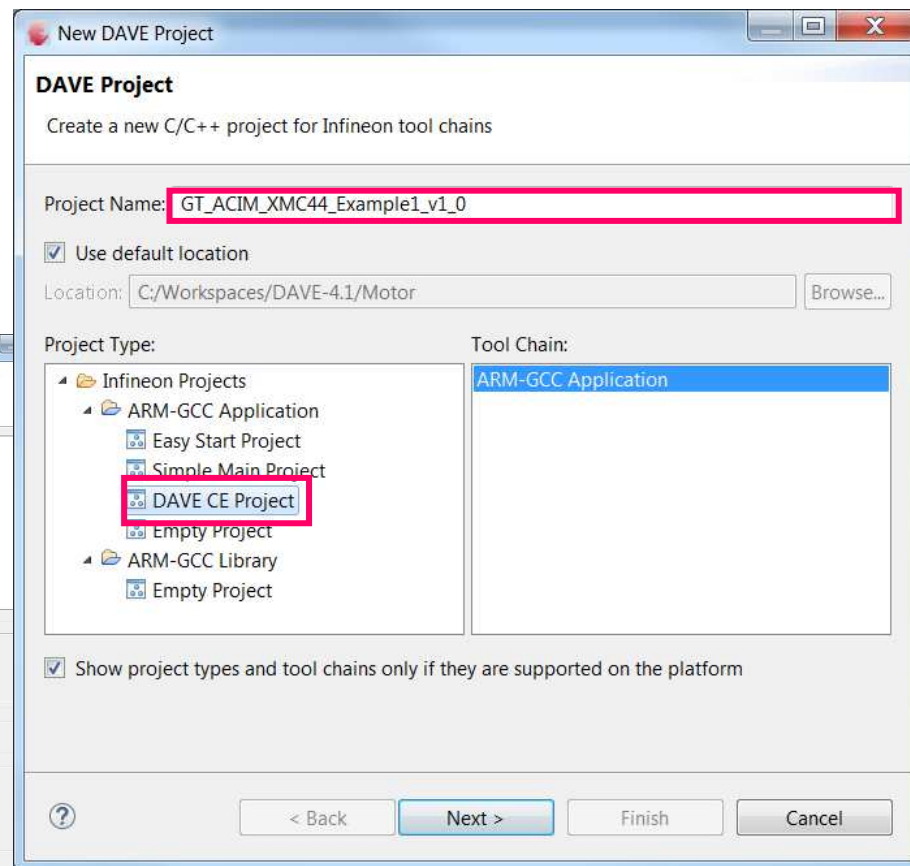 New DAVE Project
DAVE Project
Create a new C/C++ project for Infineon tool chains
Project Name: GT_ACIM_XMC44_Example1_v1_0
Use default location
Location: C:/Workspaces/DAVE-4.1/Motor Browse...
Project Type: Tool Chain:
Infineon Projects ARM-GCC Application
ARM-GCC Application
Easy Start Project
Simple Main Project
DAVE CE Project
Empty Project
ARM-GCC Library
Empty Project
Show project types and tool chains only if they are supported on the platform
? < Back Next > Finish Cancel